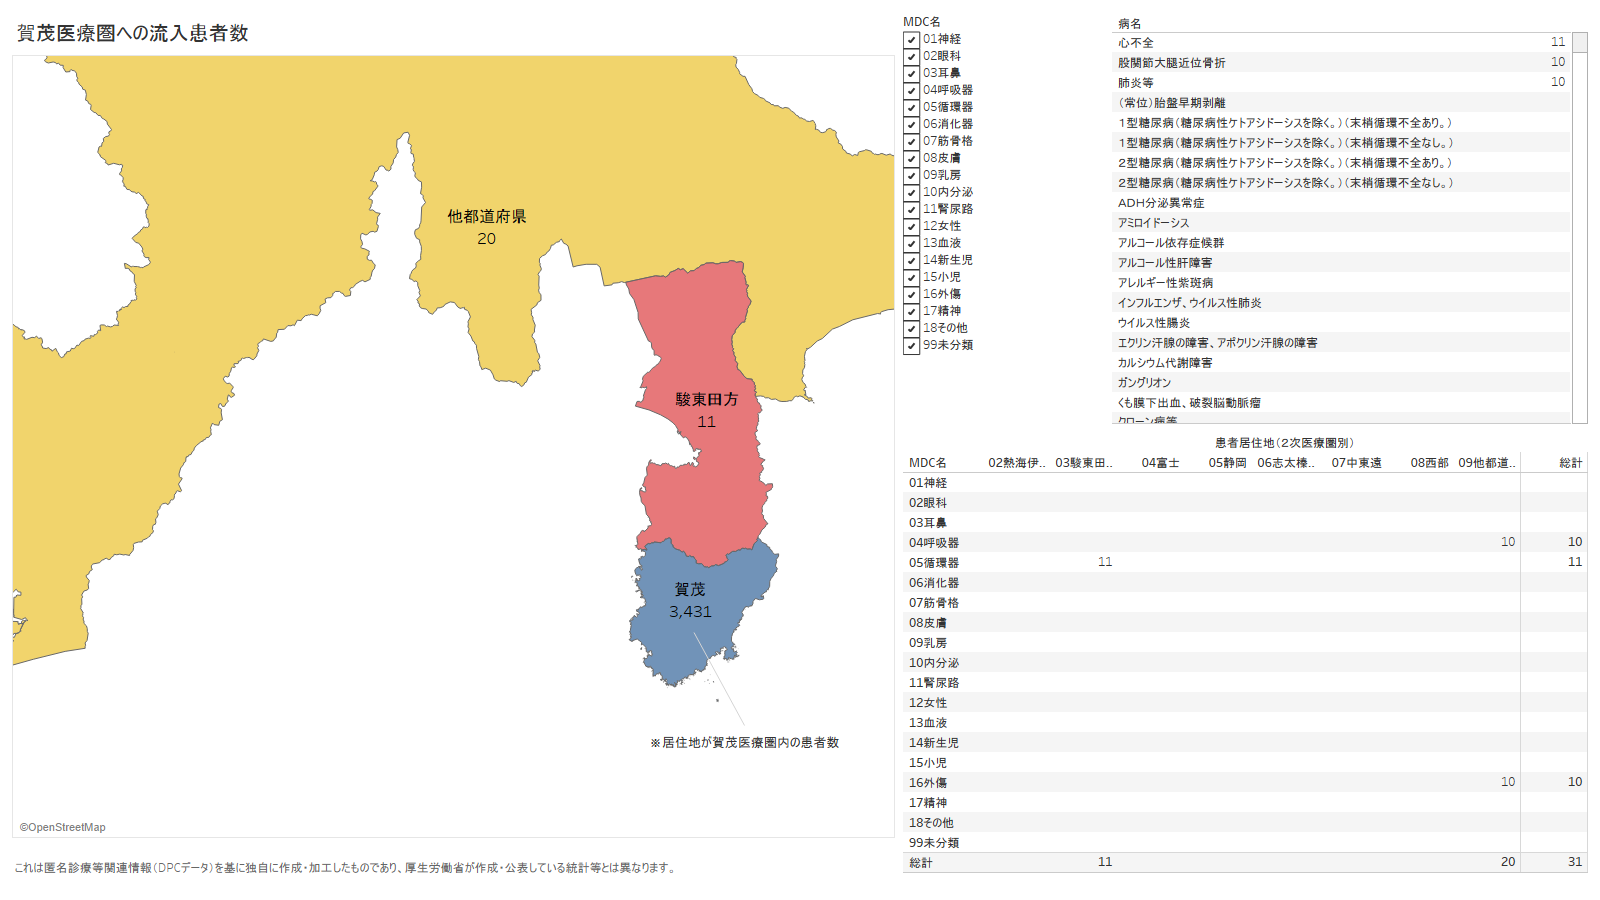 賀茂医療圏への流入患者数
他都道府県
20
駿東田方
11
賀茂
3,431
※居住地が賀茂医療圏内の患者数
©OpenStreetMap
これは匿名診療等関連情報（DPCデータ）を基に独自に作成・加工したものであり、厚生労働省が作成・公表している統計等とは異なります。
MDC名
01神経
02眼科
03耳鼻
04呼吸器
05循環器
06消化器
07筋骨格
08皮膚
09乳房
10内分泌
11腎尿路
12女性
13血液
14新生児
15小児
16外傷
17精神
18その他
99未分類
病名
心不全 11
股関節大腿近位骨折 10
肺炎等 10
（常位）胎盤早期剥離
１型糖尿病（糖尿病性ケトアシドーシスを除く。）（末梢循環不全あり。）
１型糖尿病（糖尿病性ケトアシドーシスを除く。）（末梢循環不全なし。）
２型糖尿病（糖尿病性ケトアシドーシスを除く。）（末梢循環不全あり。）
２型糖尿病（糖尿病性ケトアシドーシスを除く。）（末梢循環不全なし。）
ADH分泌異常症
アミロイドーシス
アルコール依存症候群
アルコール性肝障害
アレルギー性紫斑病
インフルエンザ、ウイルス性肺炎
ウイルス性腸炎
エクリン汗腺の障害、アポクリン汗腺の障害
カルシウム代謝障害
ガングリオン
くも膜下出血、破裂脳動脈瘤
クローン病等
患者居住地（２次医療圏別）
MDC名 02熱海伊.. 03駿東田.. 04富士 05静岡 06志太榛.. 07中東遠 08西部 09他都道.. 総計
01神経
02眼科
03耳鼻
04呼吸器 10 10
05循環器 11 11
06消化器
07筋骨格
08皮膚
09乳房
10内分泌
11腎尿路
12女性
13血液
14新生児
15小児
16外傷 10 10
17精神
18その他
99未分類
総計 11 20 31